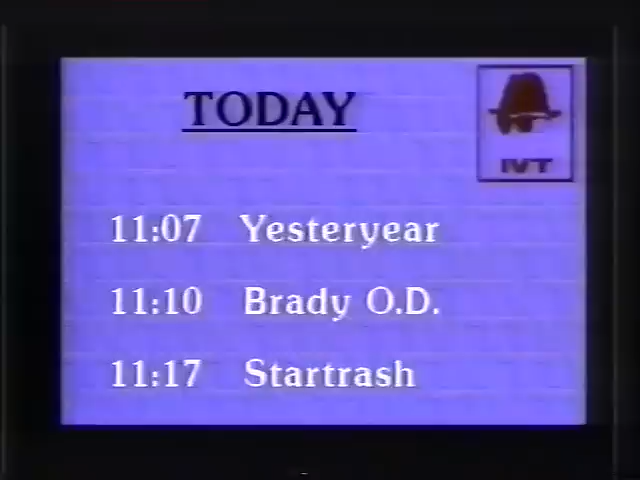 TODAY
IVT
11:07 Yesteryear
11:10 Brady O.D.
11:17 Startrash